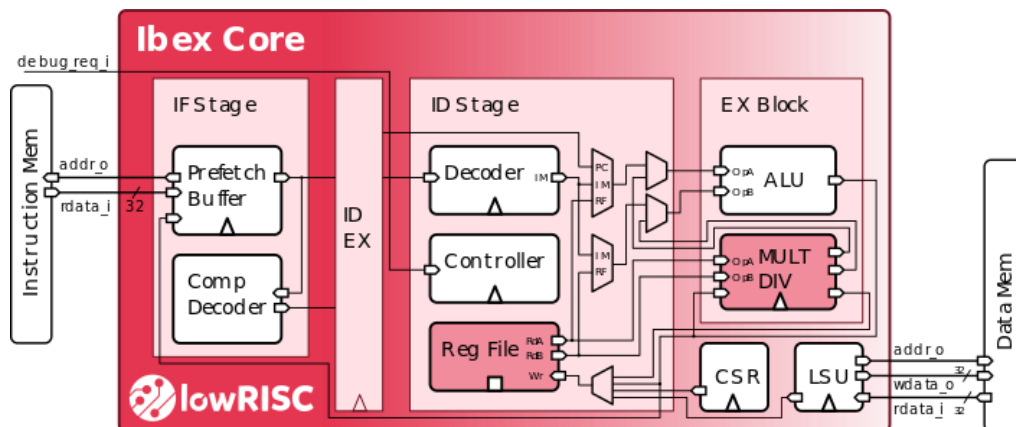 Ibex Core
debug_req_i
IF Stage
ID Stage
EX Block
Instruction Mem
addr_o
rdata_i
32
Prefetch
Buffer
Comp
Decoder
ID
EX
Decoder
IM
Controller
Reg File
RdA
RdB
Wr
PC
IM
RF
IM
RF
OpA
OpB
ALU
OpA
OpB
MULT
DIV
CSR
LSU
addr_o
32
wdata_o
rdata_i
32
Data Mem
lowRISC